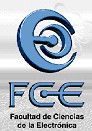 FCE
Facultad de Ciencias
de la Electrónica